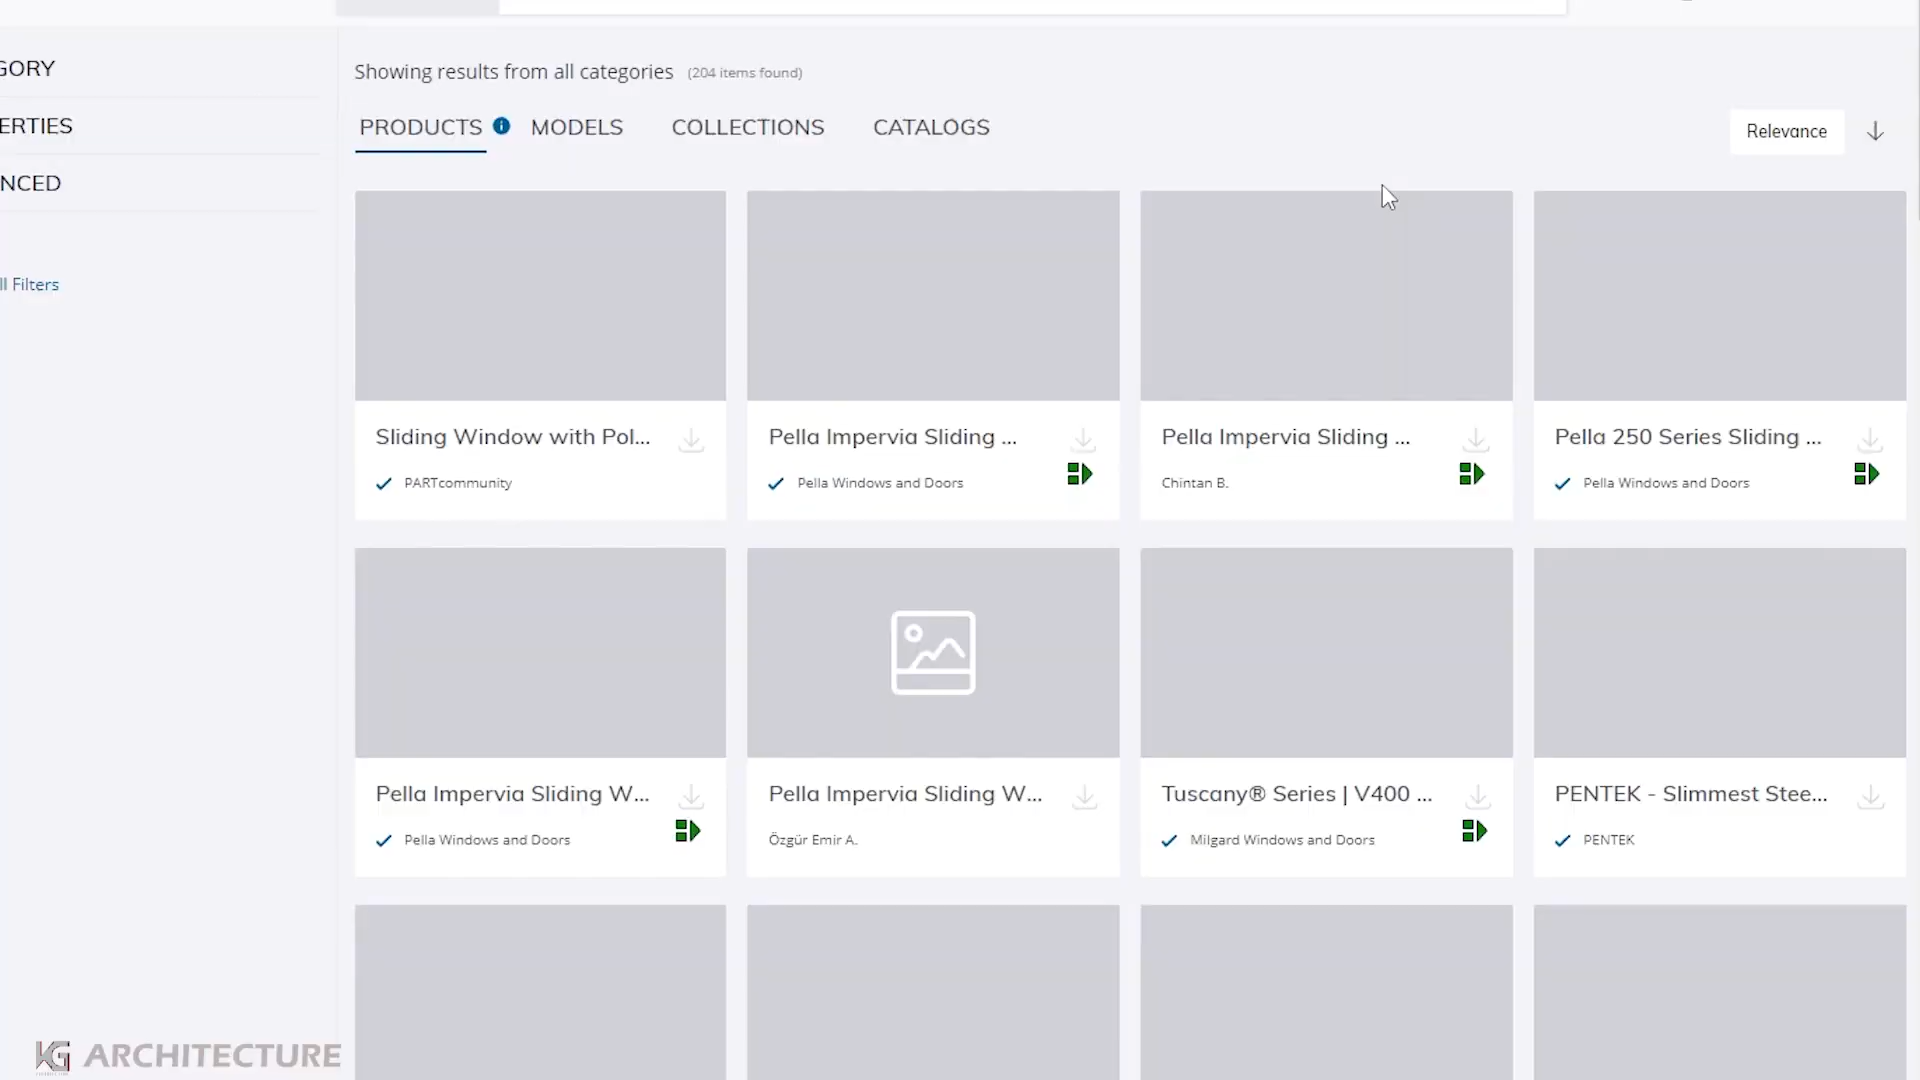 GORY
ERTIES
NCED
ll Filters
Showing results from all categories (204 items found)
PRODUCTS i MODELS COLLECTIONS CATALOGS
Relevance
Sliding Window with Pol...
PARTcommunity
Pella Impervia Sliding ...
Pella Windows and Doors
Pella Impervia Sliding ...
Chintan B.
Pella 250 Series Sliding ...
Pella Windows and Doors
Pella Impervia Sliding W...
Pella Windows and Doors
Pella Impervia Sliding W...
Özgür Emir A.
Tuscany® Series | V400 ...
Milgard Windows and Doors
PENTEK - Slimmest Stee...
PENTEK
KG ARCHITECTURE